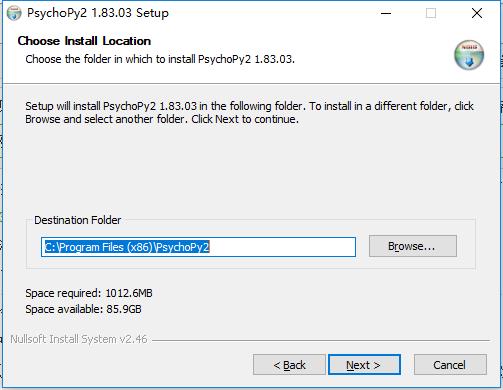 PsychoPy2 1.83.03 Setup
Choose Install Location
Choose the folder in which to install PsychoPy2 1.83.03.
Setup will install PsychoPy2 1.83.03 in the following folder. To install in a different folder, click
Browse and select another folder. Click Next to continue.
Destination Folder
C:\Program Files (x86)\PsychoPy2
Browse...
Space required: 1012.6MB
Space available: 85.9GB
Nullsoft Install System v2.46
< Back
Next >
Cancel